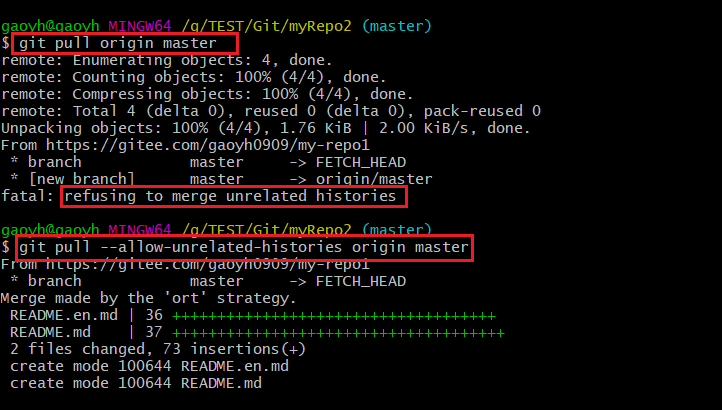 gaoyh@gaoyh MINGW64 /g/TEST/Git/myRepo2 (master)
$ git pull origin master
remote: Enumerating objects: 4, done.
remote: Counting objects: 100% (4/4), done.
remote: Compressing objects: 100% (4/4), done.
remote: Total 4 (delta 0), reused 0 (delta 0), pack-reused 0
Unpacking objects: 100% (4/4), 1.76 KiB | 2.00 KiB/s, done.
From https://gitee.com/gaoyh0909/my-repo1
 * branch            master     -> FETCH_HEAD
 * [new branch]      master     -> origin/master
fatal: refusing to merge unrelated histories
gaoyh@gaoyh MINGW64 /g/TEST/Git/myRepo2 (master)
$ git pull --allow-unrelated-histories origin master
From https://gitee.com/gaoyh0909/my-repo1
 * branch            master     -> FETCH_HEAD
Merge made by the 'ort' strategy.
 README.en.md | 36 ++++++++++++++++++++++++++++++++++++
 README.md    | 37 +++++++++++++++++++++++++++++++++++++
 2 files changed, 73 insertions(+)
 create mode 100644 README.en.md
 create mode 100644 README.md